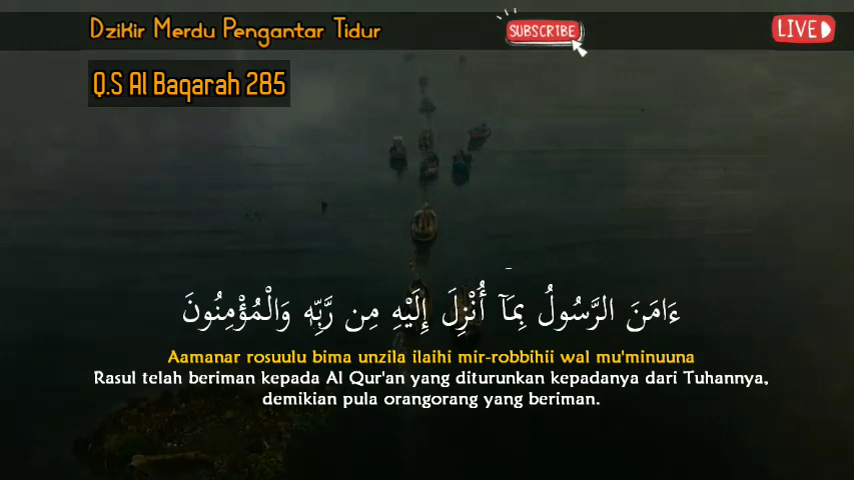 Dzikir Merdu Pengantar Tidur
SUBSCRIBE
LIVE
Q.S Al Baqarah 285
ءَامَنَ الرَّسُولُ بِمَآ أُنْزِلَ إِلَيْهِ مِن رَّبِّهِۦ وَالْمُؤْمِنُونَ
Aamanar rosuulu bima unzila ilaihi mir-robbihii wal mu'minuuna
Rasul telah beriman kepada Al Qur'an yang diturunkan kepadanya dari Tuhannya,
demikian pula orangorang yang beriman.